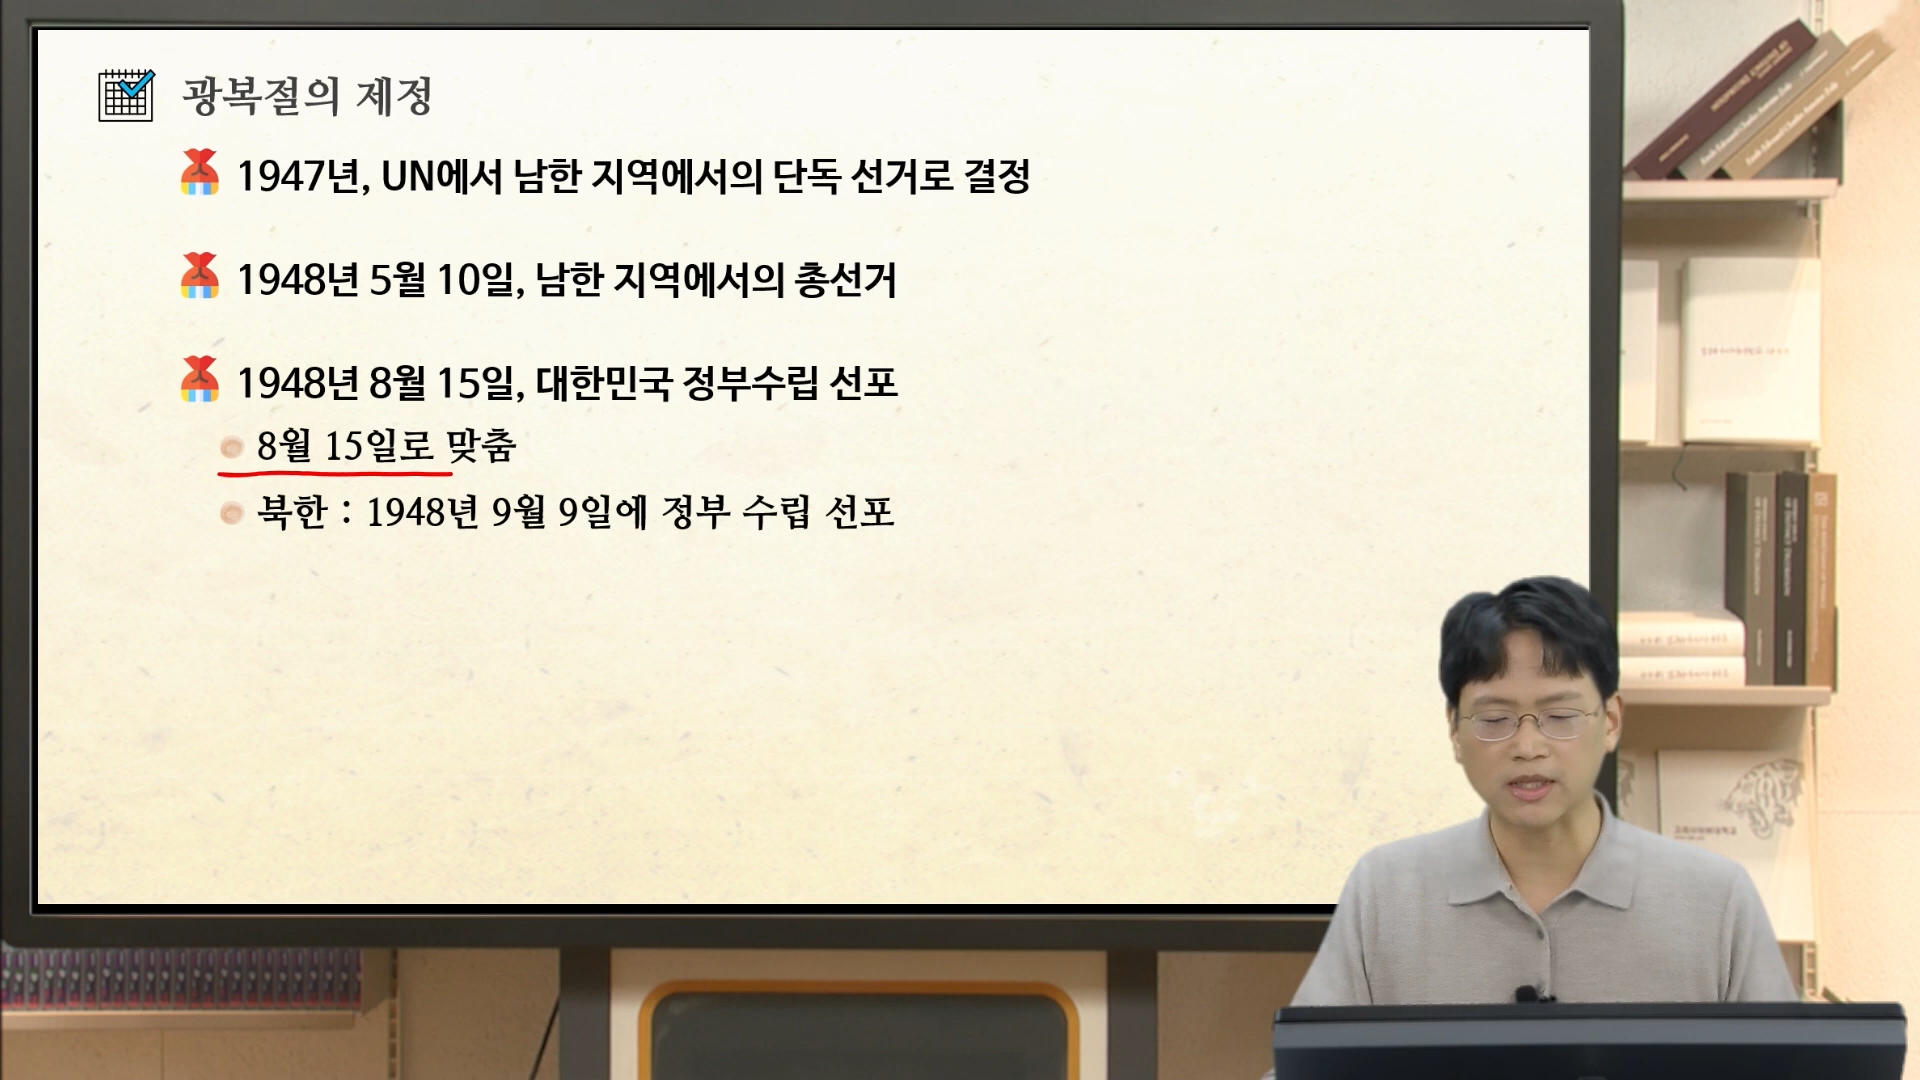 광복절의 제정
1947년, UN에서 남한 지역에서의 단독 선거로 결정
1948년 5월 10일, 남한 지역에서의 총선거
1948년 8월 15일, 대한민국 정부수립 선포
8월 15일로 맞춤
북한 : 1948년 9월 9일에 정부 수립 선포